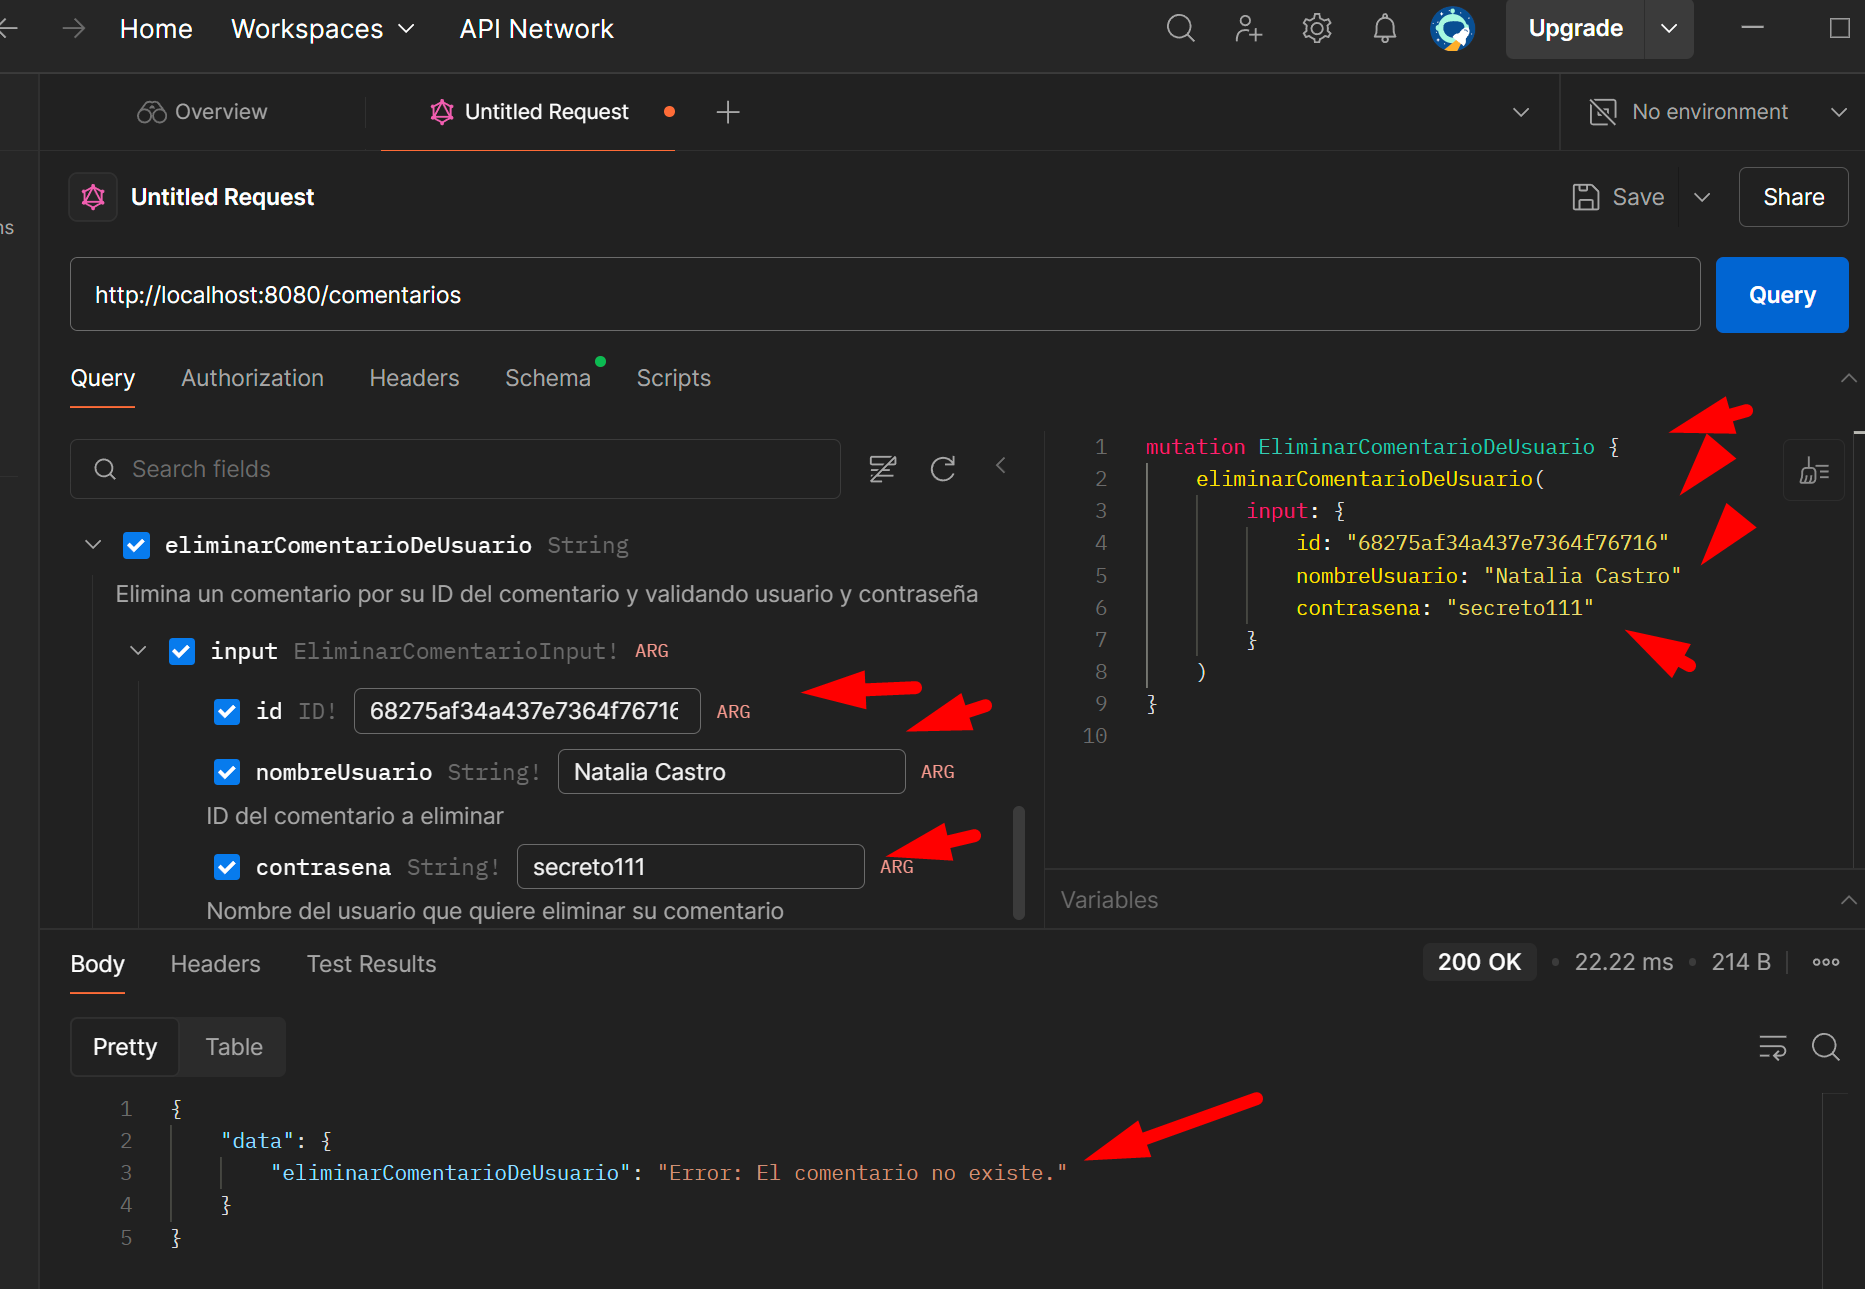 Home Workspaces API Network Upgrade
Overview Untitled Request No environment
ns
Untitled Request Save Share
http://localhost:8080/comentarios Query
Query Authorization Headers Schema Scripts
Search fields
eliminarComentarioDeUsuario String
Elimina un comentario por su ID del comentario y validando usuario y contraseña
input EliminarComentarioInput! ARG
id ID! 68275af34a437e7364f76716 ARG
nombreUsuario String! Natalia Castro ARG
ID del comentario a eliminar
contrasena String! secreto111 ARG
Nombre del usuario que quiere eliminar su comentario
1 mutation EliminarComentarioDeUsuario {
2 eliminarComentarioDeUsuario(
3 input: {
4 id: "68275af34a437e7364f76716"
5 nombreUsuario: "Natalia Castro"
6 contrasena: "secreto111"
7 }
8 )
9 }
10
Variables
Body Headers Test Results 200 OK • 22.22 ms • 214 B
Pretty Table
1 {
2 "data": {
3 "eliminarComentarioDeUsuario": "Error: El comentario no existe."
4 }
5 }